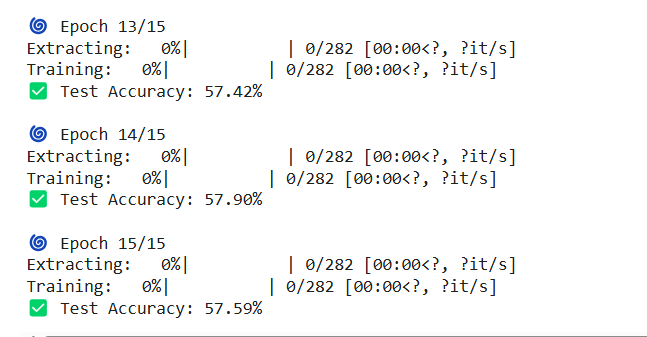 🌀 Epoch 13/15
Extracting:   0%|          | 0/282 [00:00<?, ?it/s]
Training:   0%|          | 0/282 [00:00<?, ?it/s]
✅ Test Accuracy: 57.42%
🌀 Epoch 14/15
Extracting:   0%|          | 0/282 [00:00<?, ?it/s]
Training:   0%|          | 0/282 [00:00<?, ?it/s]
✅ Test Accuracy: 57.90%
🌀 Epoch 15/15
Extracting:   0%|          | 0/282 [00:00<?, ?it/s]
Training:   0%|          | 0/282 [00:00<?, ?it/s]
✅ Test Accuracy: 57.59%